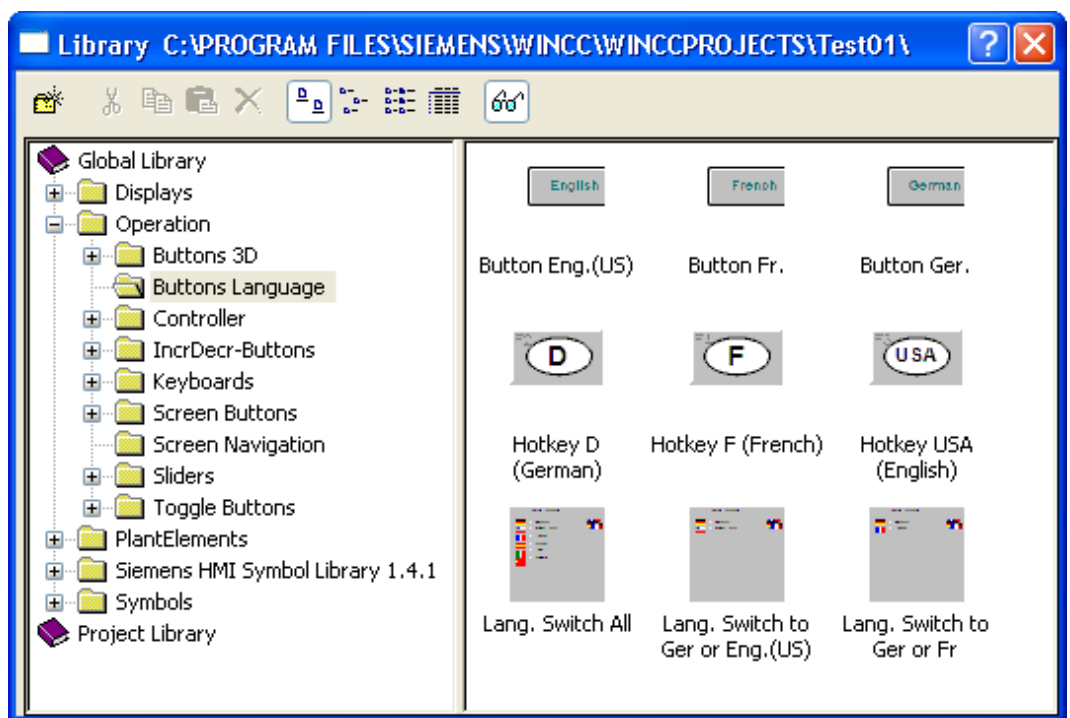 Library C:\PROGRAM FILES\SIEMENS\WINCC\WINCCPROJECTS\Test01\
Global Library
Displays
Operation
Buttons 3D
Buttons Language
Controller
IncrDecr-Buttons
Keyboards
Screen Buttons
Screen Navigation
Sliders
Toggle Buttons
PlantElements
Siemens HMI Symbol Library 1.4.1
Symbols
Project Library
English French German
Button Eng.(US) Button Fr. Button Ger.
D F USA
Hotkey D Hotkey F (French) Hotkey USA
(German) (English)
Lang. Switch All Lang. Switch to Lang. Switch to
Ger or Eng.(US) Ger or Fr